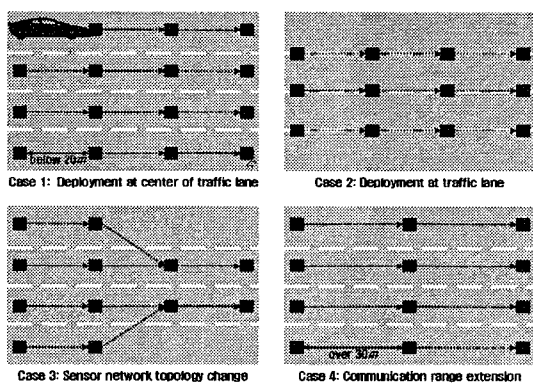 below 20m
Case 1: Deployment at center of traffic lane
Case 2: Deployment at traffic lane
over 30m
Case 3: Sensor network topology change
Case 4: Communication range extension